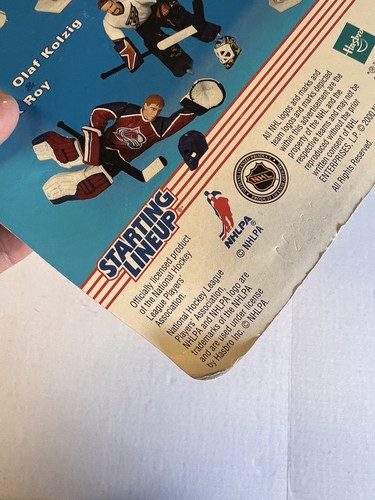 Olaf Kolzig
Roy
STARTING
LINEUP
Hasbro
NHLPA
© NHLPA
NHL
Officially licensed product
of the National Hockey
League Players'
Association.
National Hockey League
Players' Association,
NHLPA and NHLPA logo are
trademarks of the NHLPA
and are used under license
by Hasbro Inc. © NHLPA.
All NHL logos and marks and
team logos and marks depicted
within this advertisement are the
property of the NHL and the
respective teams and may not be
reproduced without the prior
written consent of NHL
ENTERPRISES, L.P. © 2000 N
All Rights Reserved.